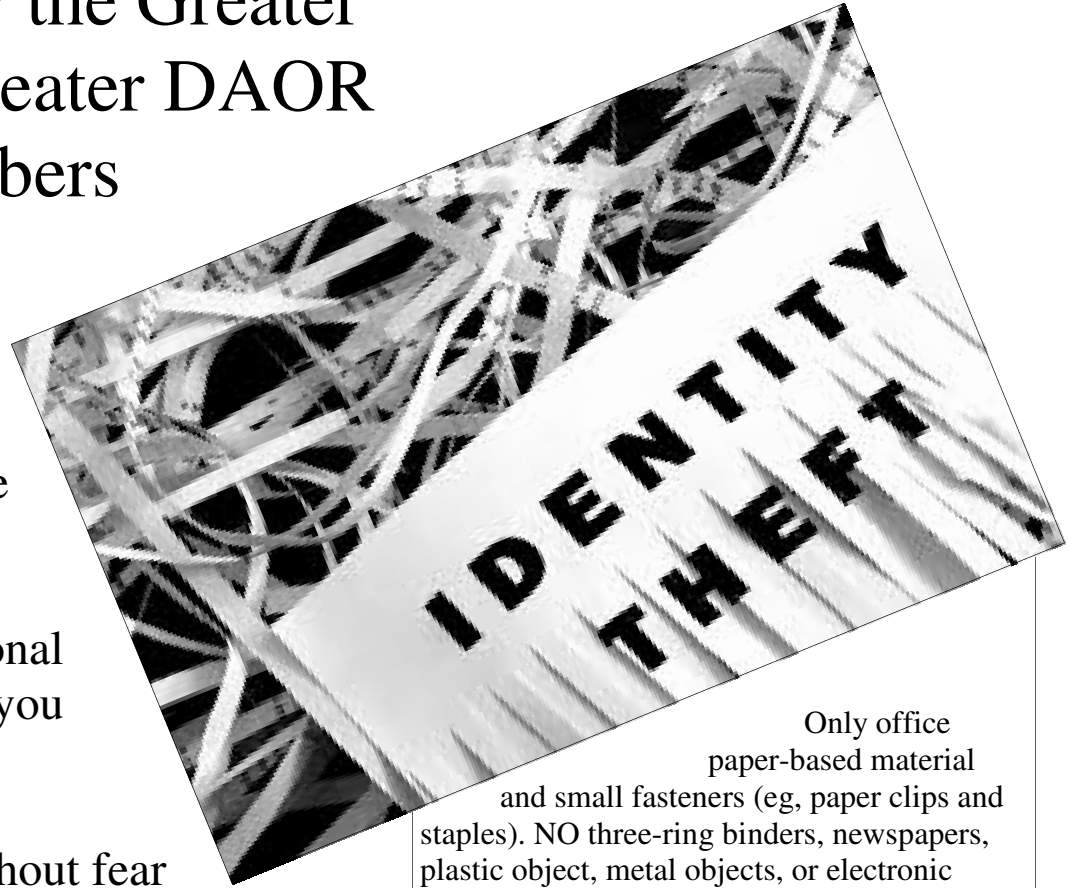 the Greater
eater DAOR
bers
IDENTITY
THEFT
e
onal
you
hout fear
Only office
paper-based material
and small fasteners (eg, paper clips and
staples). NO three-ring binders, newspapers,
plastic object, metal objects, or electronic